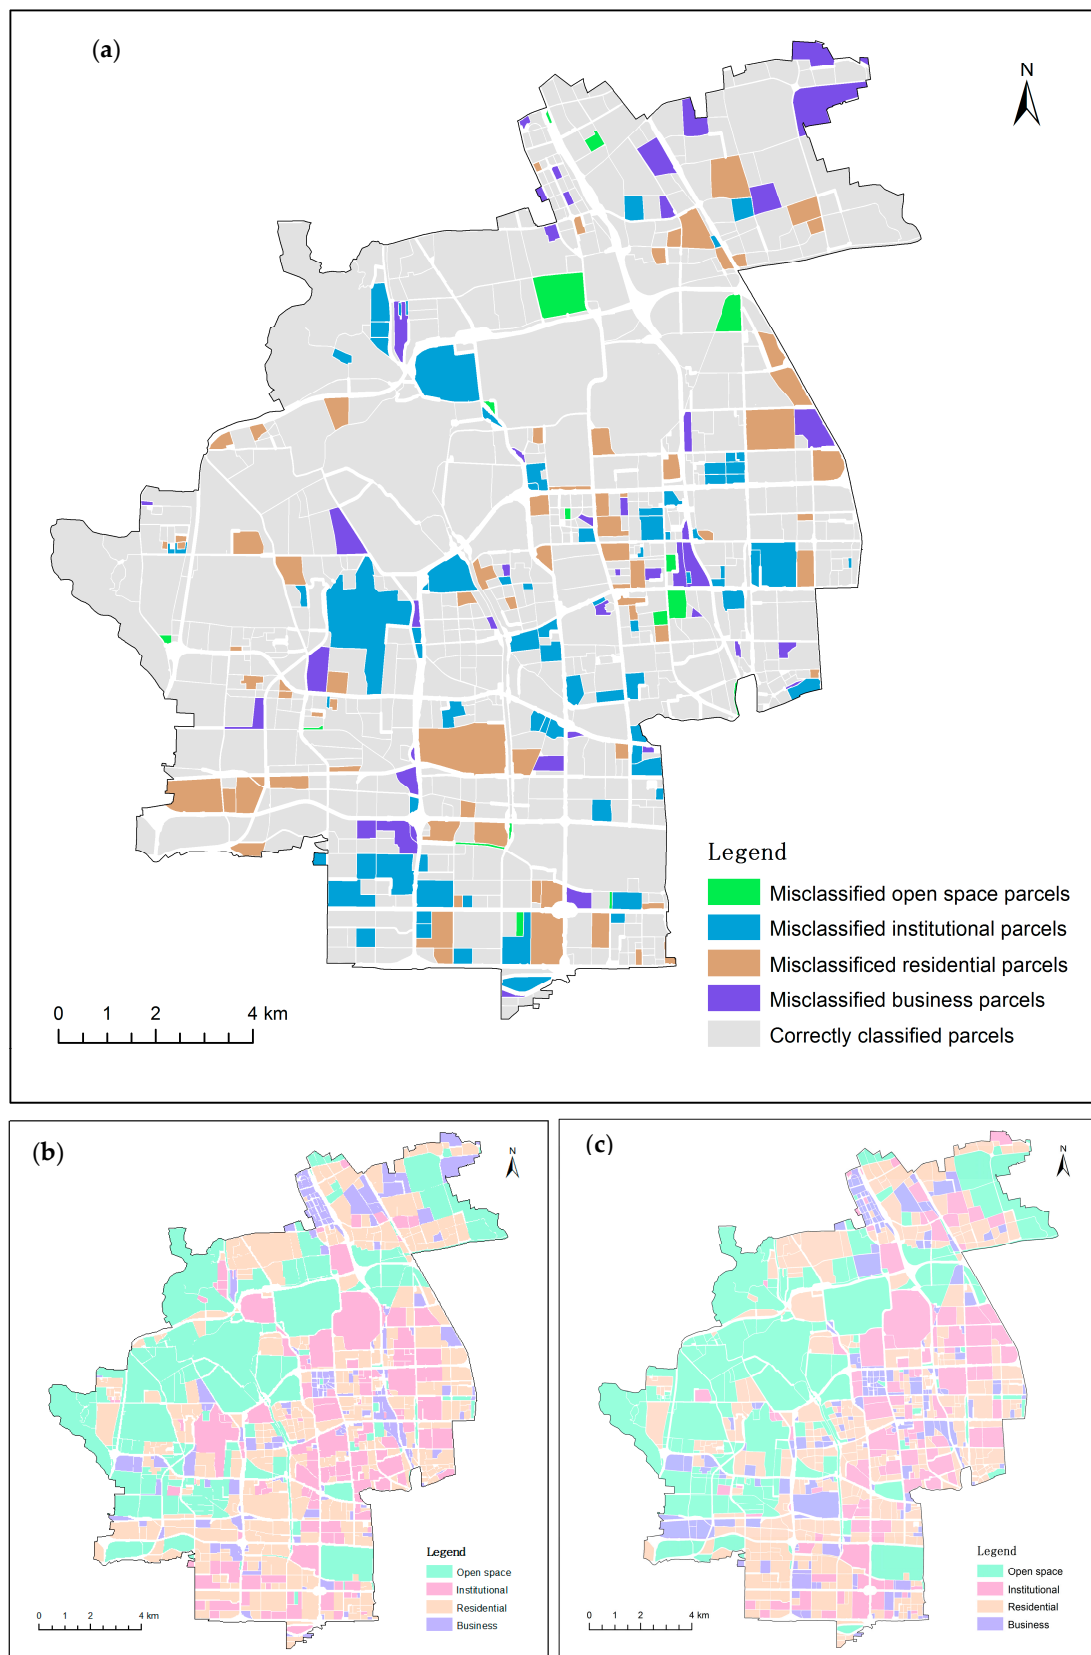 (a)
N
Legend
Misclassified open space parcels
Misclassified institutional parcels
Misclassificed residential parcels
Misclassified business parcels
Correctly classified parcels
0 1 2 4 km
(b)
N
Legend
Open space
Institutional
Residential
Business
0 1 2 4 km
(c)
N
Legend
Open space
Institutional
Residential
Business
0 1 2 4 km